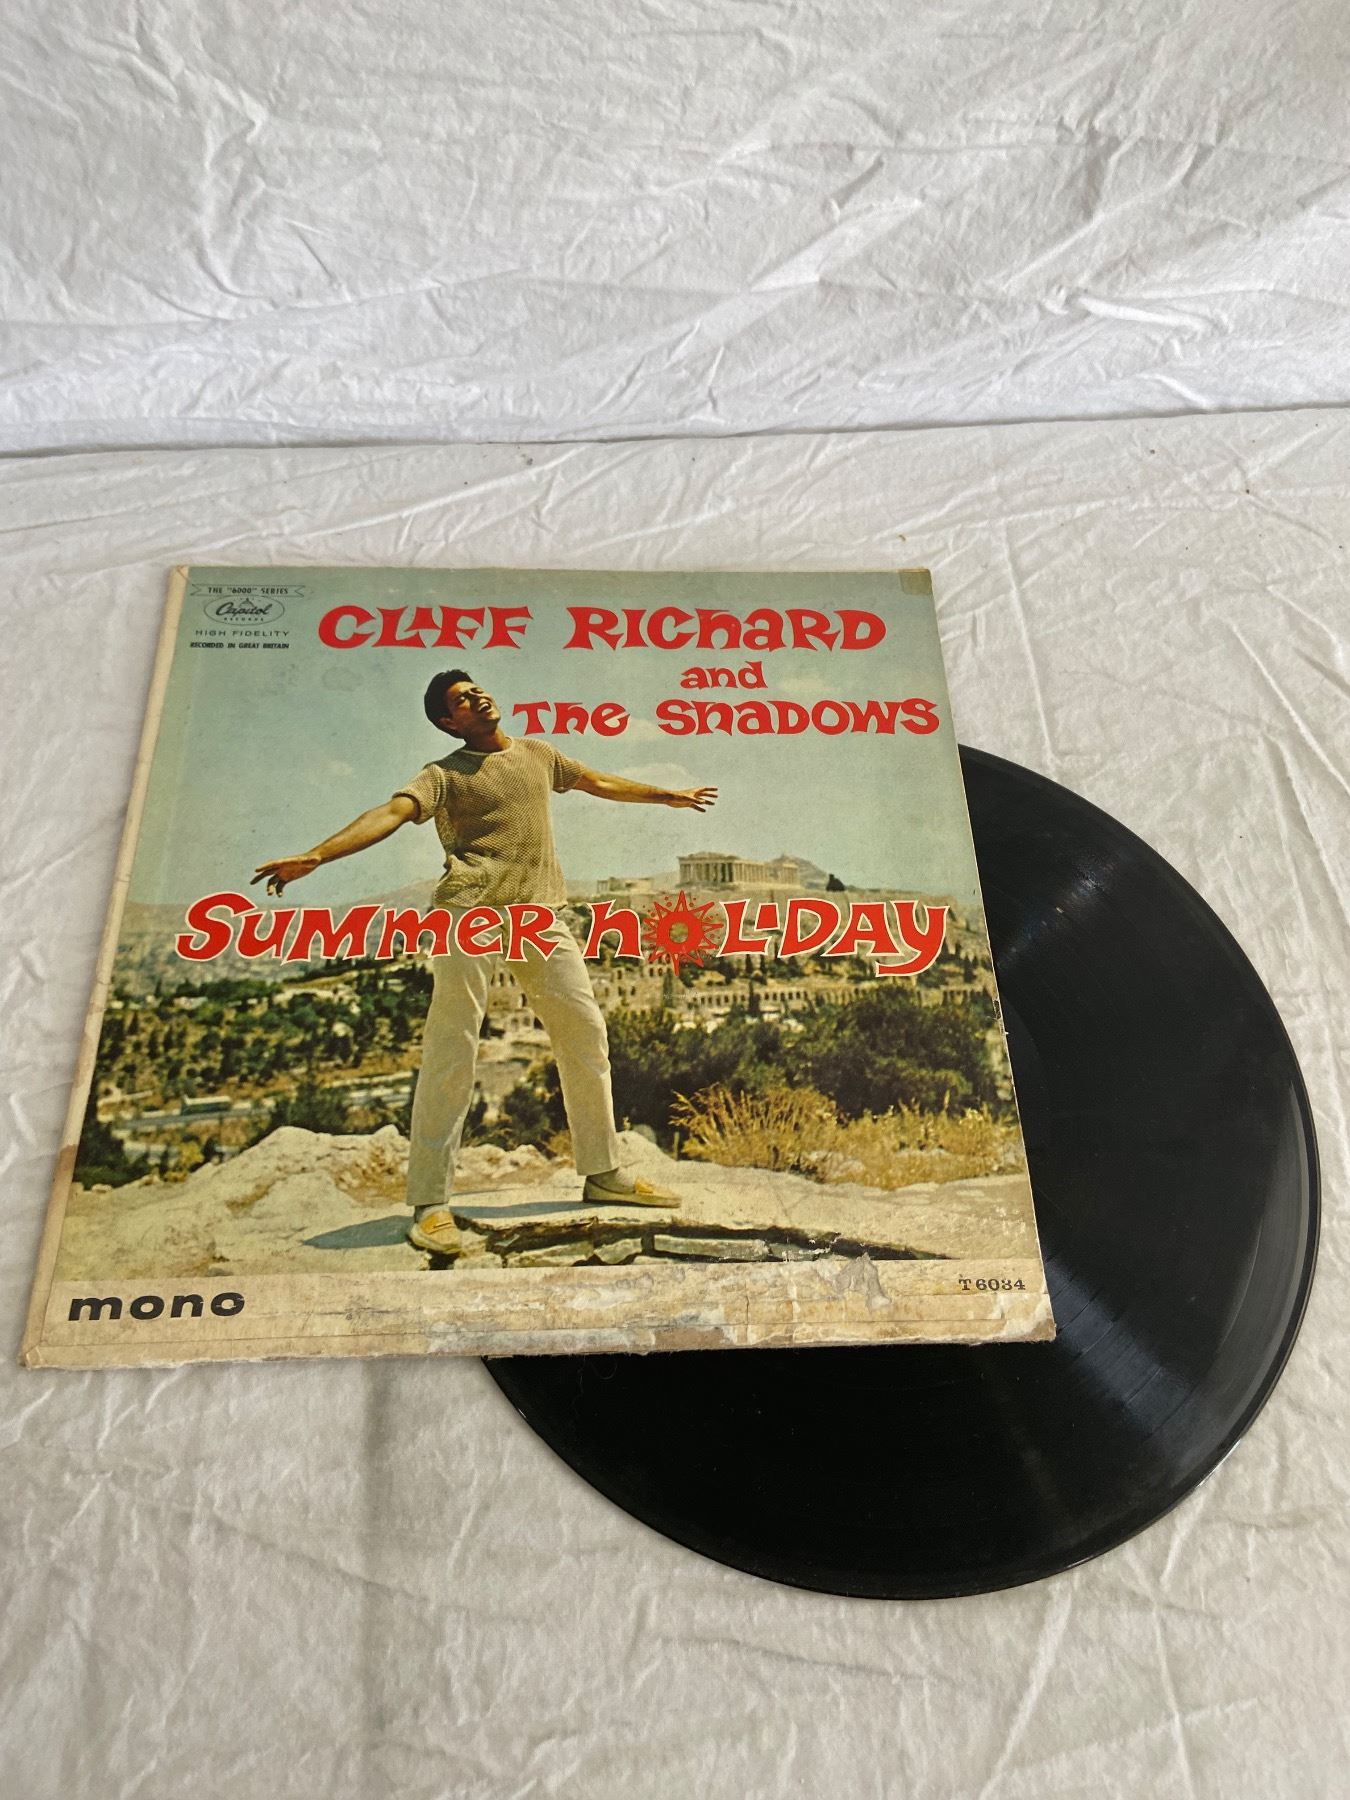 THE "6000" SERIES
Capitol
RECORDS
HIGH FIDELITY
RECORDED IN GREAT BRITAIN
CLIFF RICHARD
and
THE SHADOWS
SUMMER HOLIDAY
mono
T 6034